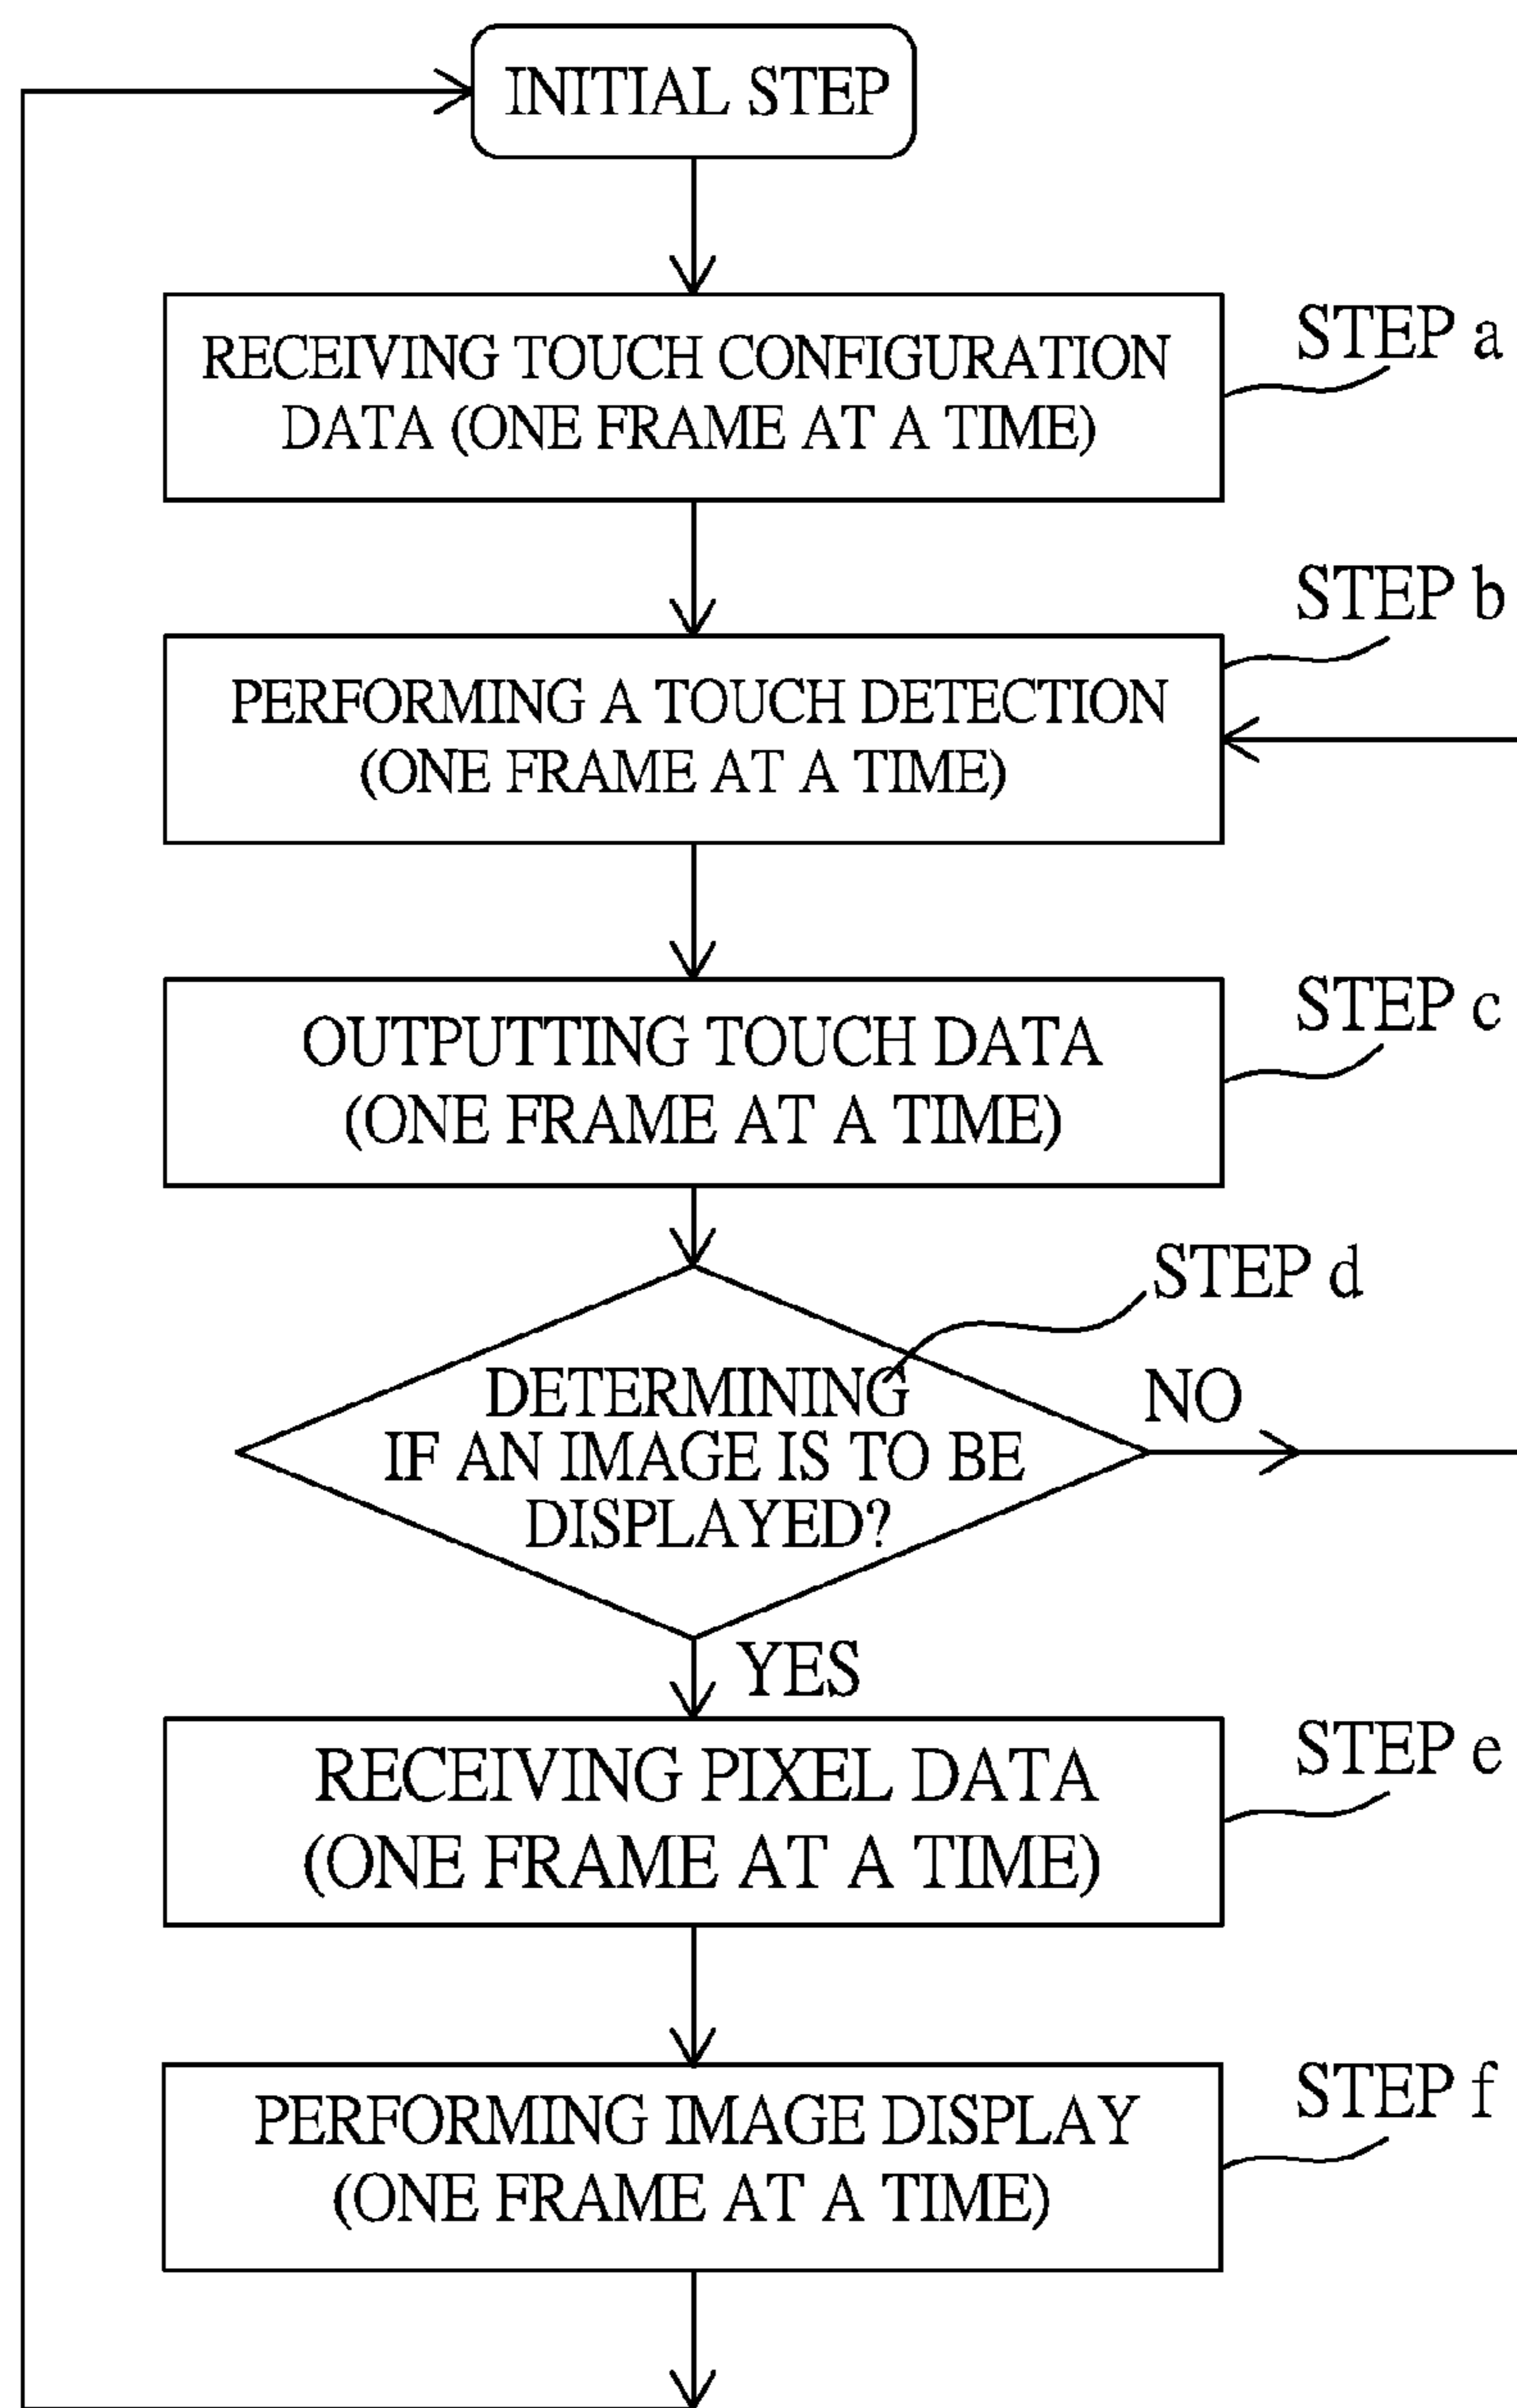 INITIAL STEP
RECEIVING TOUCH CONFIGURATION
DATA (ONE FRAME AT A TIME)
STEP a
STEP b
PERFORMING A TOUCH DETECTION
(ONE FRAME AT A TIME)
STEP c
OUTPUTTING TOUCH DATA
(ONE FRAME AT A TIME)
STEP d
DETERMINING
IF AN IMAGE IS TO BE
DISPLAYED?
NO
YES
RECEIVING PIXEL DATA
(ONE FRAME AT A TIME)
STEP e
PERFORMING IMAGE DISPLAY
(ONE FRAME AT A TIME)
STEP f